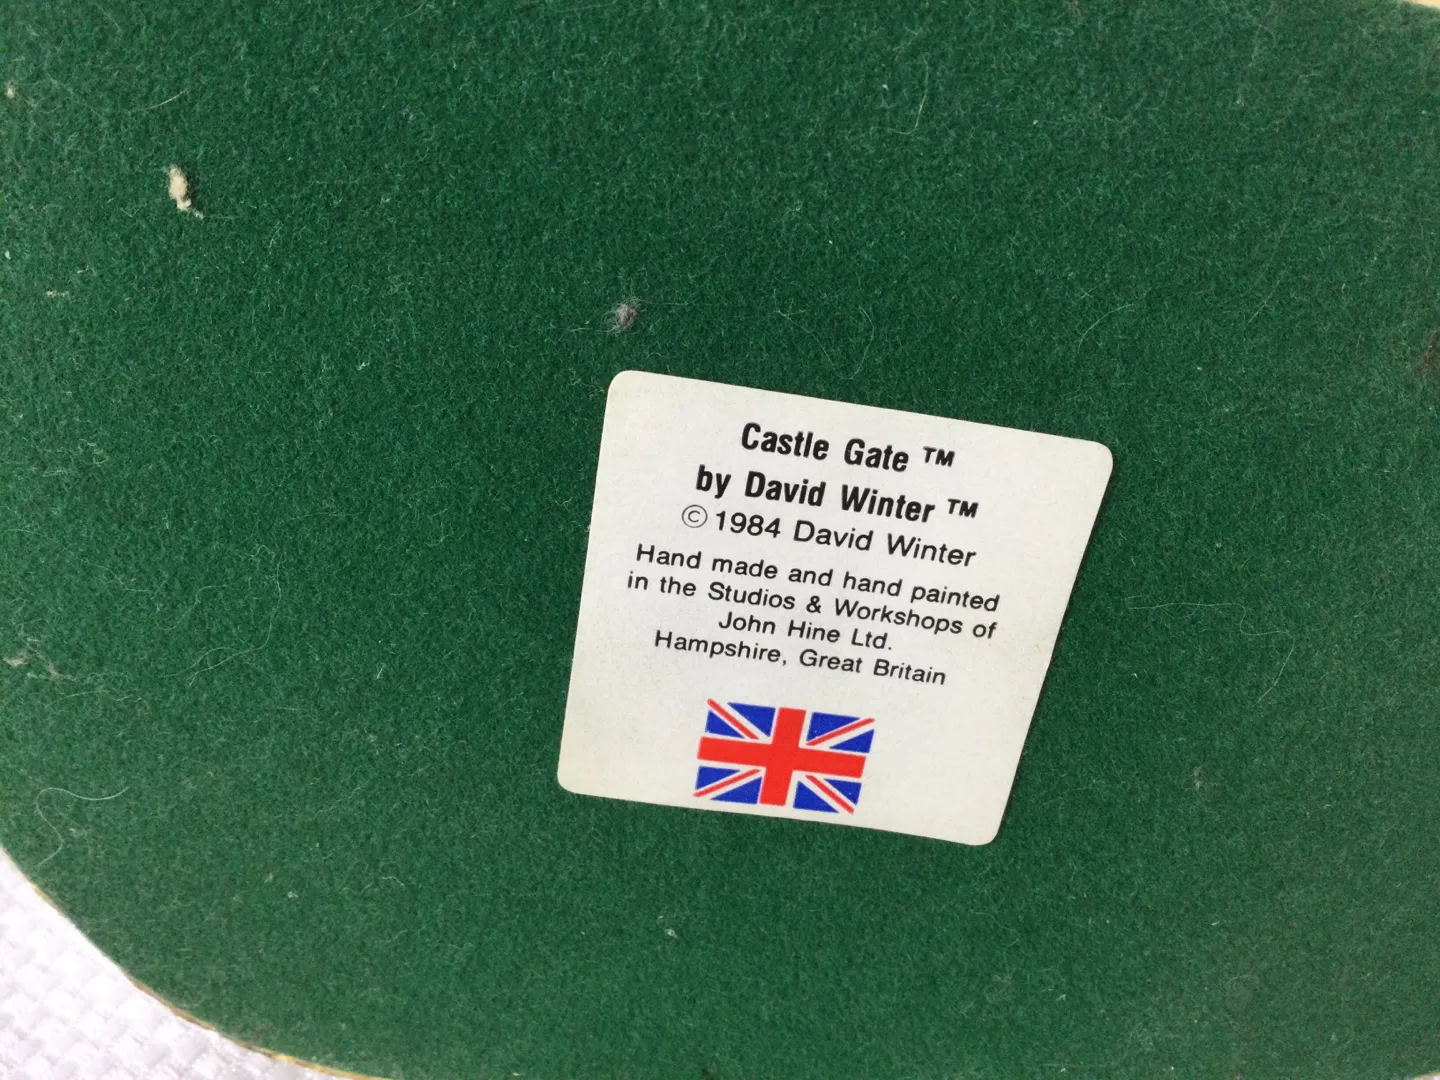 Castle Gate ™
by David Winter ™
© 1984 David Winter
Hand made and hand painted
in the Studios & Workshops of
John Hine Ltd.
Hampshire, Great Britain